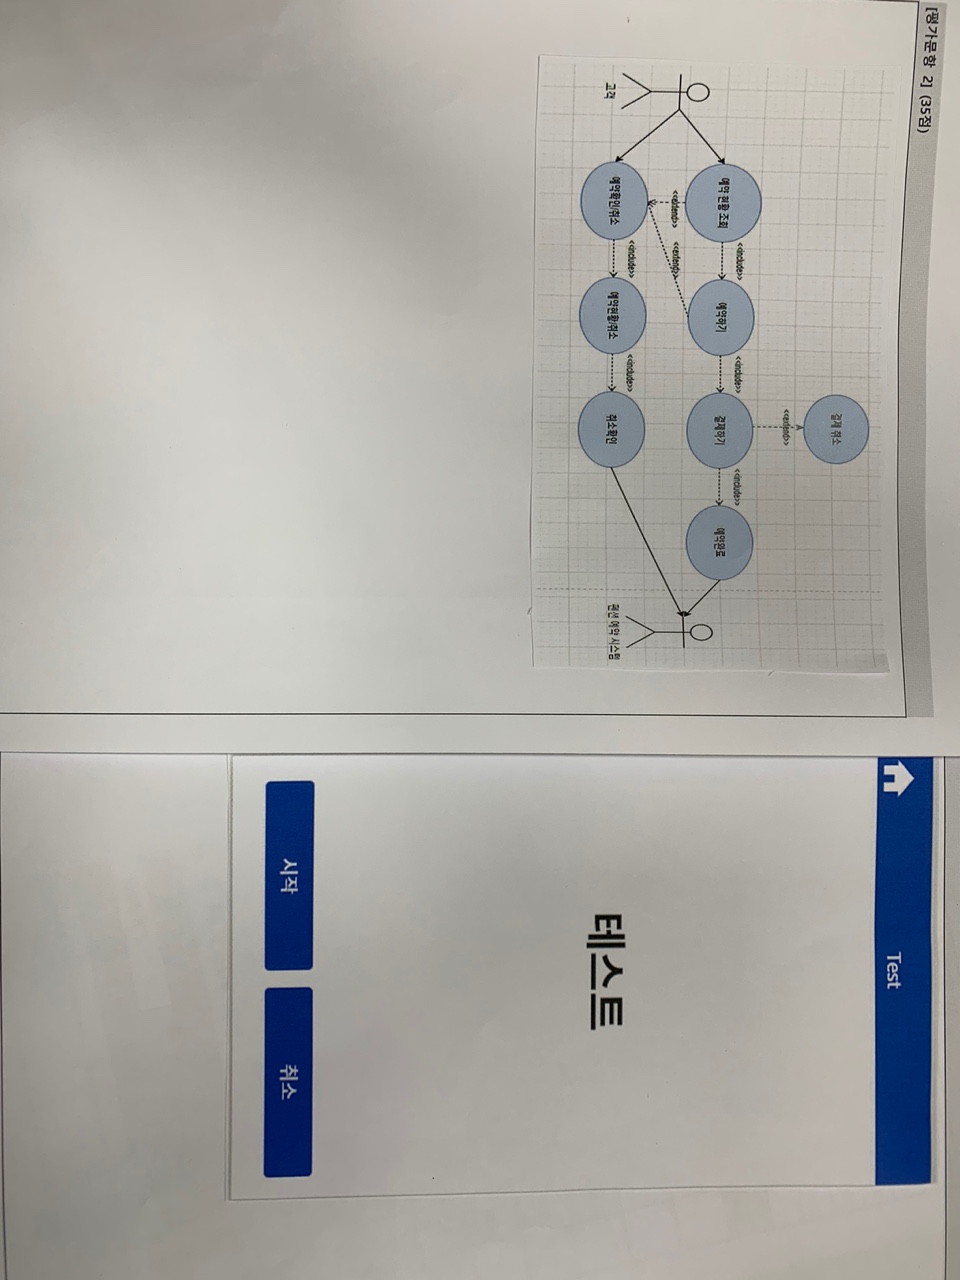 [평가문항 2] (35점)
결제 취소
<<extend>>
예약 현황 조회
<<include>>
예약하기
<<include>>
결제하기
<<include>>
예약완료
<<extend>>
<<extend>>
고객
예약확인/취소
<<include>>
예약현황/취소
<<include>>
취소확인
펜션 예약 시스템
Test
테스트
시작
취소